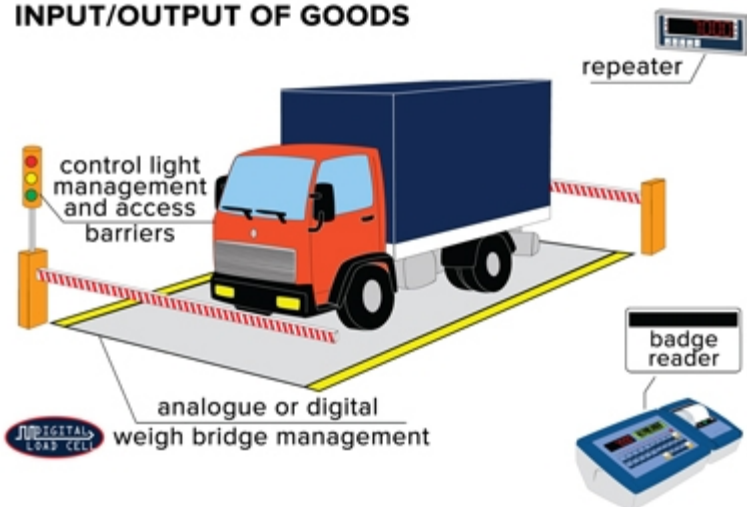 INPUT/OUTPUT OF GOODS
repeater
control light
management
and access
barriers
badge
reader
analogue or digital
weigh bridge management
DIGITAL
LOAD CELL